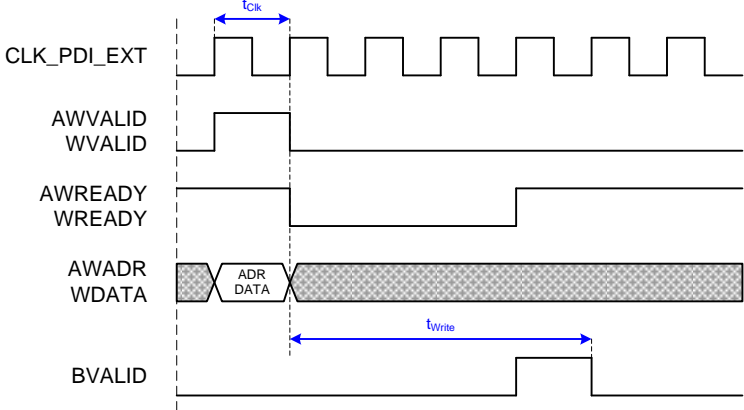 tClk
CLK_PDI_EXT
AWVALID
WVALID
AWREADY
WREADY
AWADR
WDATA
ADR
DATA
tWrite
BVALID